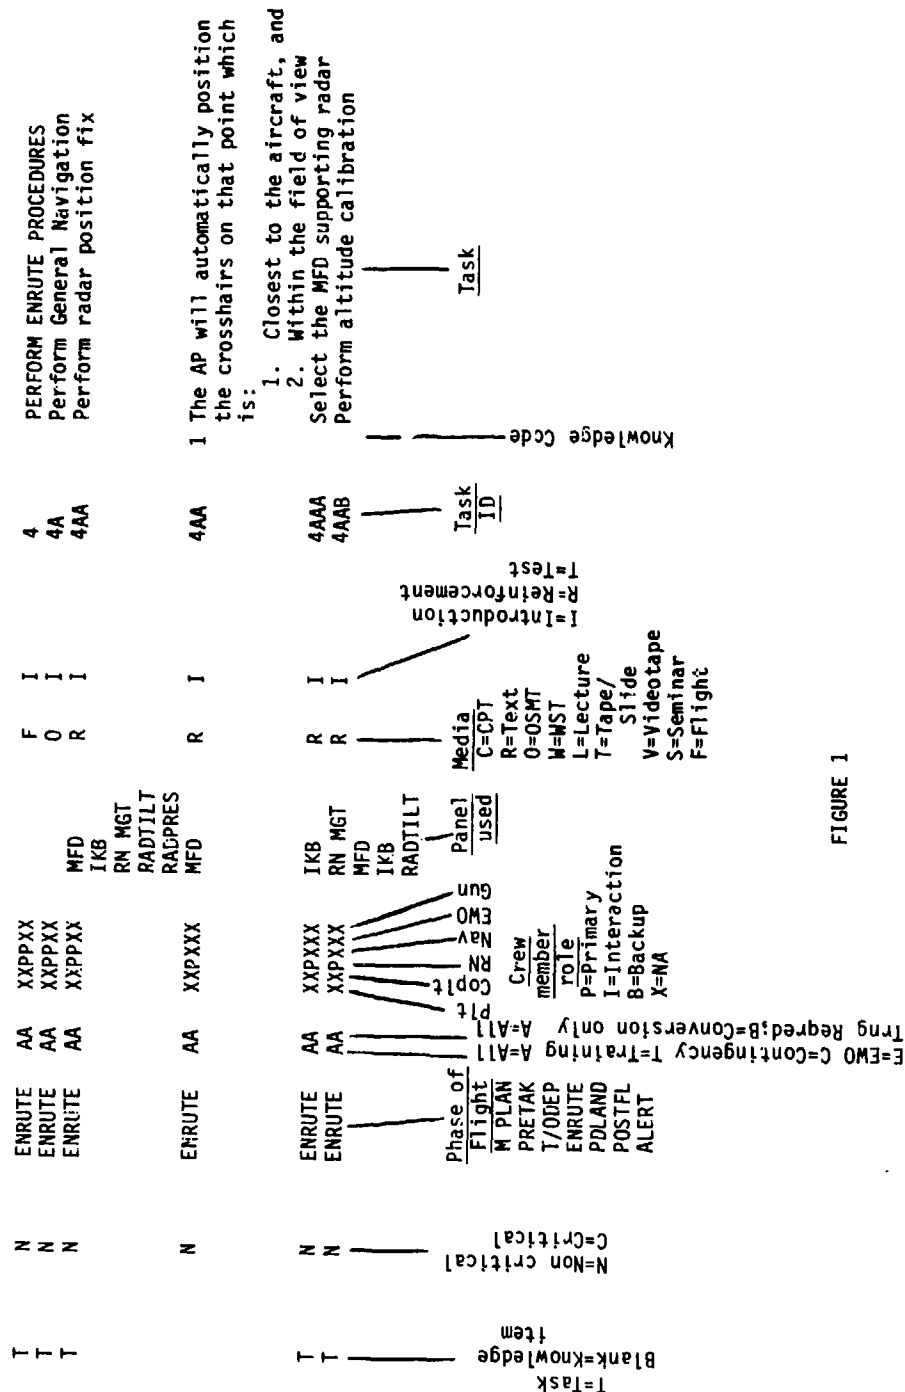 T N ENRUTE AA XXPPXX F I 4 PERFORM ENRUTE PROCEDURES
T N ENRUTE AA XXPPXX O I 4A Perform General Navigation
T N ENRUTE AA XXPPXX MFD R I 4AA Perform radar position fix
IKB
RN MGT
RADTILT
RADPRES
N ENRUTE AA XXPXXX MFD R I 4AA 1 The AP will automatically position
the crosshairs on that point which
is:
1. Closest to the aircraft, and
2. Within the field of view
T N ENRUTE AA XXPXXX IKB R I 4AAA Select the MFD supporting radar
T N ENRUTE AA XXPXXX RN MGT R I 4AAB Perform altitude calibration
MFD
IKB
RADTILT
T=Task
Blank=Knowledge
item
N=Non critical
C=Critical
Phase of
Flight
M PLAN
PRETAK
T/ODEP
ENRUTE
PDLAND
POSTFL
ALERT
E=EWO C=Contingency T=Training A=All
Trng Reqred;B=Conversion only A=All
Plt
Coplt
RN
Nav
EWO
Gun
Crew
member
role
P=Primary
I=Interaction
B=Backup
X=NA
Panel
used
Media
C=CPT
R=Text
O=OSMT
W=WST
L=Lecture
T=Tape/
Slide
V=Videotape
S=Seminar
F=Flight
I=Introduction
R=Reinforcement
T=Test
Task
ID
Knowledge Code
Task
FIGURE 1